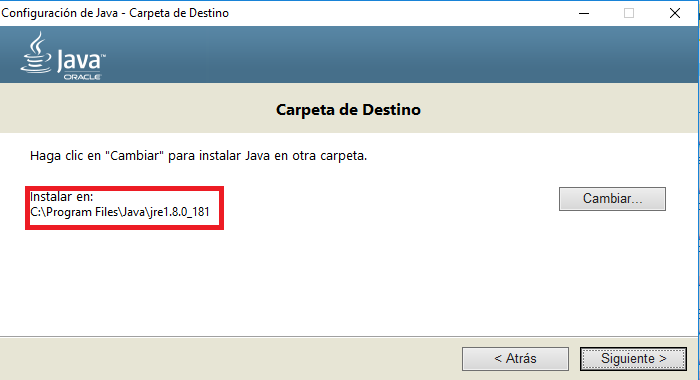 Configuración de Java - Carpeta de Destino
Java™
ORACLE
Carpeta de Destino
Haga clic en "Cambiar" para instalar Java en otra carpeta.
Instalar en:
C:\Program Files\Java\jre1.8.0_181
Cambiar...
< Atrás
Siguiente >